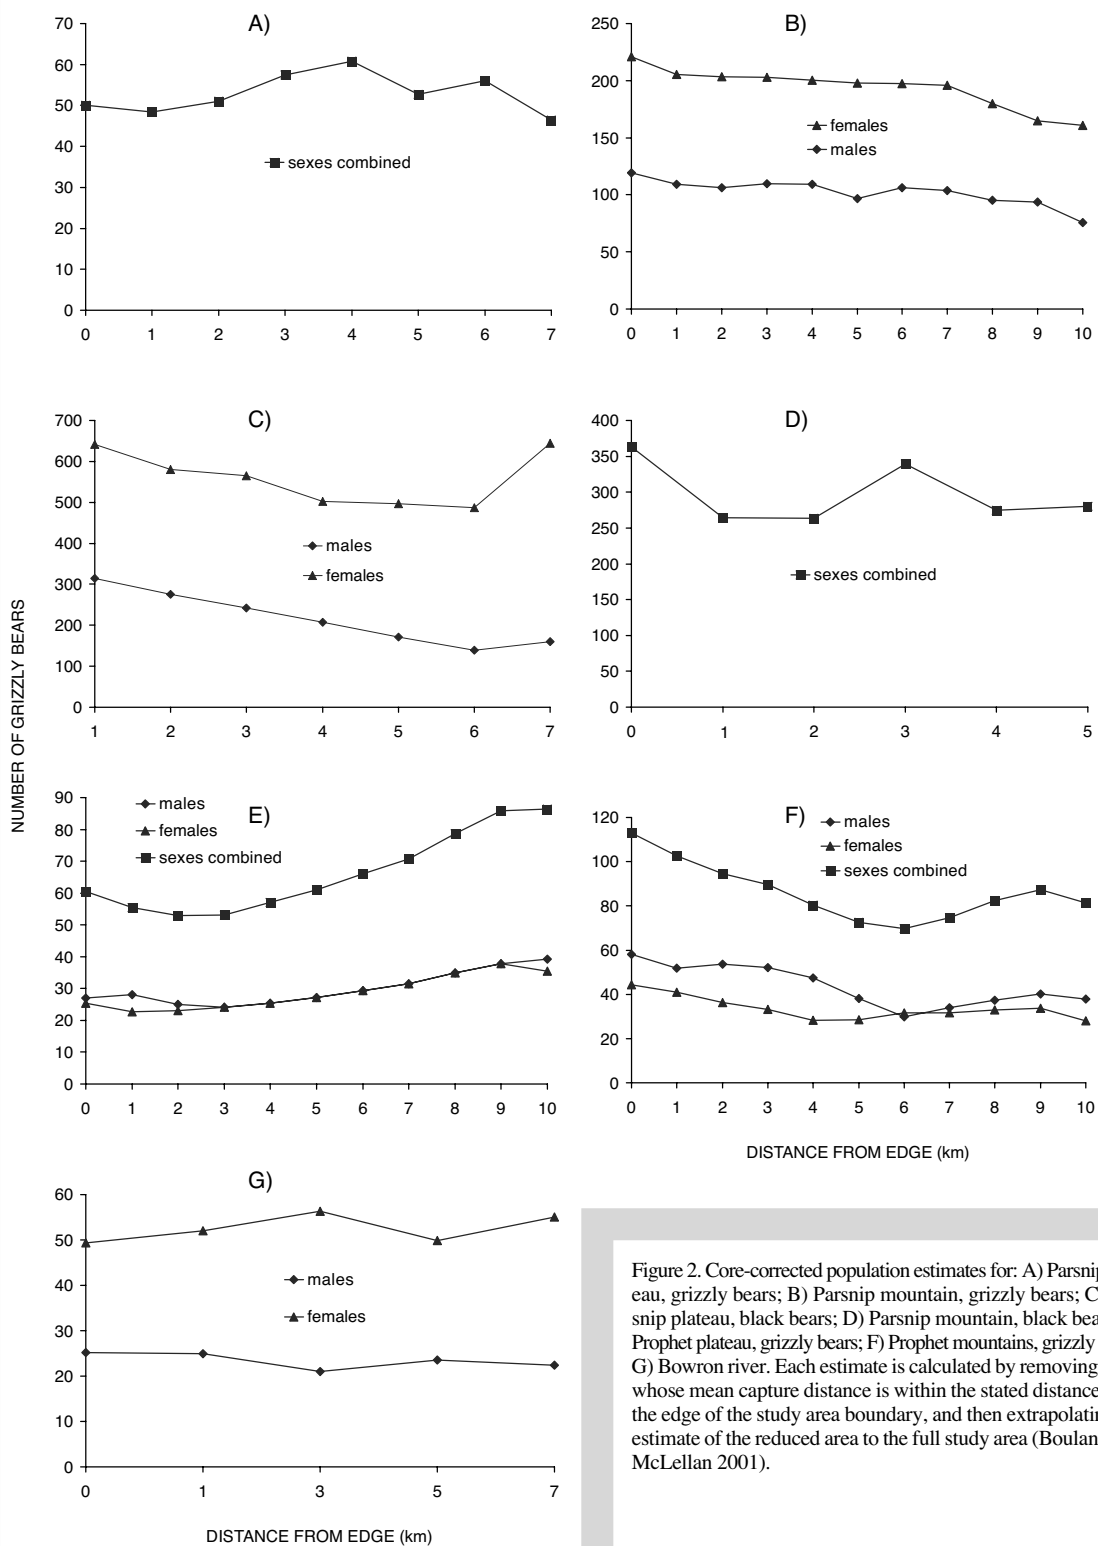 A)
70
60
50
40
30
20
10
0
sexes combined
0 1 2 3 4 5 6 7
B)
250
200
150
100
50
0
females
males
0 1 2 3 4 5 6 7 8 9 10
C)
700
600
500
400
300
200
100
0
males
females
1 2 3 4 5 6 7
D)
400
350
300
250
200
150
100
50
0
sexes combined
0 1 2 3 4 5
NUMBER OF GRIZZLY BEARS
E)
90
80
70
60
50
40
30
20
10
0
males
females
sexes combined
0 1 2 3 4 5 6 7 8 9 10
F)
120
100
80
60
40
20
0
males
females
sexes combined
0 1 2 3 4 5 6 7 8 9 10
DISTANCE FROM EDGE (km)
G)
60
50
40
30
20
10
0
males
females
0 1 3 5 7
DISTANCE FROM EDGE (km)
Figure 2. Core-corrected population estimates for: A) Parsnip
eau, grizzly bears; B) Parsnip mountain, grizzly bears; C
snip plateau, black bears; D) Parsnip mountain, black bea
Prophet plateau, grizzly bears; F) Prophet mountains, grizzly
G) Bowron river. Each estimate is calculated by removing
whose mean capture distance is within the stated distance
the edge of the study area boundary, and then extrapolatin
estimate of the reduced area to the full study area (Boulan
McLellan 2001).